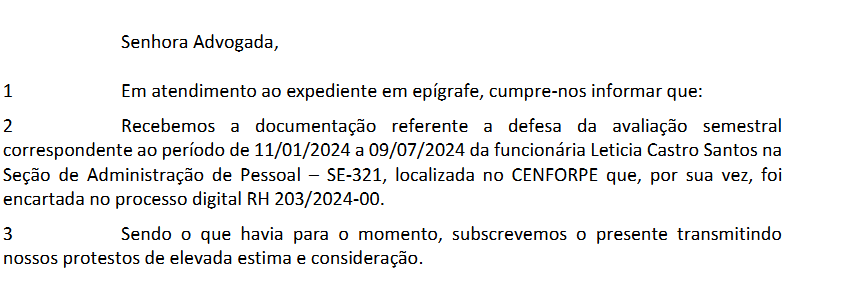 Senhora Advogada,
1 Em atendimento ao expediente em epígrafe, cumpre-nos informar que:
2 Recebemos a documentação referente a defesa da avaliação semestral
correspondente ao período de 11/01/2024 a 09/07/2024 da funcionária Leticia Castro Santos na
Seção de Administração de Pessoal – SE-321, localizada no CENFORPE que, por sua vez, foi
encartada no processo digital RH 203/2024-00.
3 Sendo o que havia para o momento, subscrevemos o presente transmitindo
nossos protestos de elevada estima e consideração.